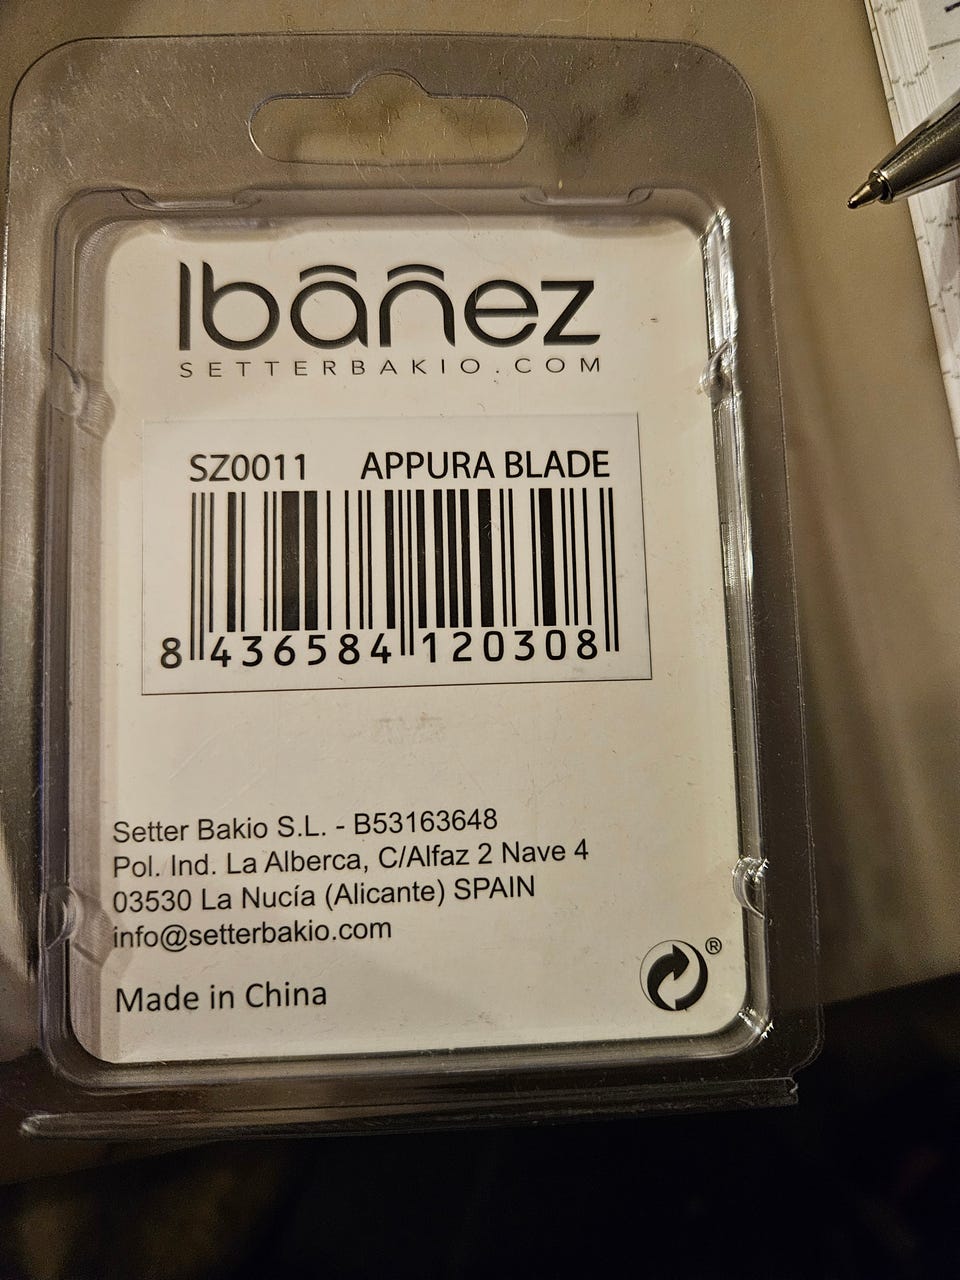 Ibâñez
SETTERBAKIO.COM
SZ0011 APPURA BLADE
8 436584 120308
Setter Bakio S.L. - B53163648
Pol. Ind. La Alberca, C/Alfaz 2 Nave 4
03530 La Nucía (Alicante) SPAIN
info@setterbakio.com
Made in China
®